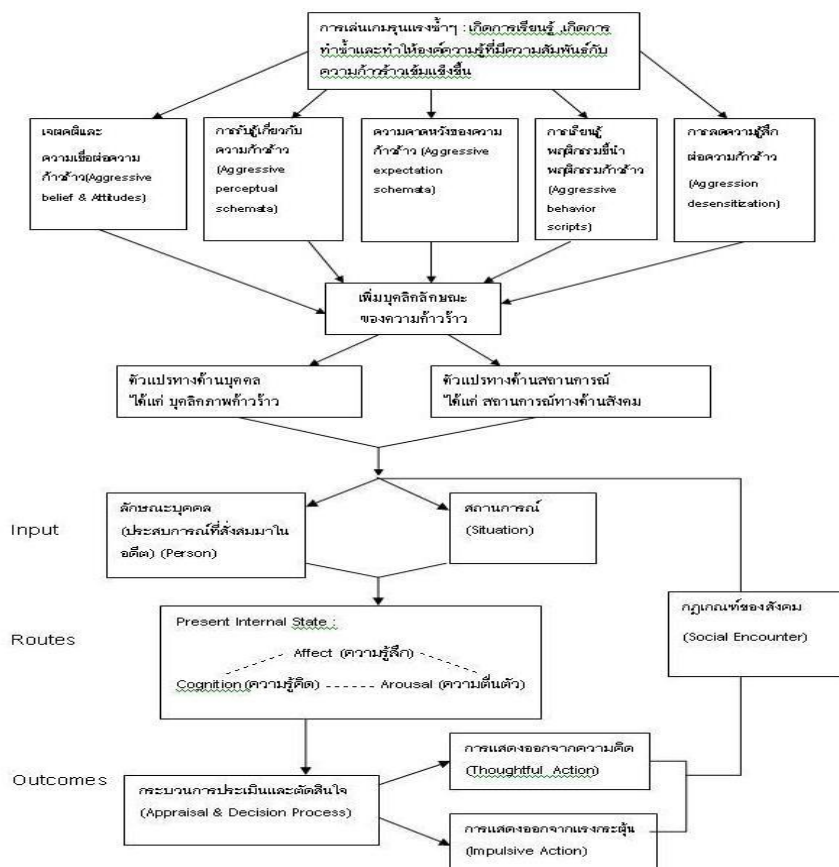 การเล่นเกมรุนแรงซ้ำๆ : เกิดการเรียนรู้ ,เกิดการ
ทำซ้ำและทำให้องค์ความรู้ที่มีความสัมพันธ์กับ
ความก้าวร้าวเข้มแข็งขึ้น
เจตคติและ
ความเชื่อต่อความ
ก้าวร้าว(Aggressive
belief & Attitudes)
การรับรู้เกี่ยวกับ
ความก้าวร้าว
(Aggressive
perceptual
schemata)
ความคาดหวังของความ
ก้าวร้าว (Aggressive
expectation
schemata)
การเรียนรู้
พฤติกรรมชี้นำ
พฤติกรรมก้าวร้าว
(Aggressive
behavior
scripts)
การลดความรู้สึก
ต่อความก้าวร้าว
(Aggression
desensitization)
เพิ่มบุคลิกลักษณะ
ของความก้าวร้าว
ตัวแปรทางด้านบุคคล
ได้แก่ บุคลิกภาพก้าวร้าว
ตัวแปรทางด้านสถานการณ์
ได้แก่ สถานการณ์ทางด้านสังคม
Input
ลักษณะบุคคล
(ประสบการณ์ที่สั่งสมมาใน
อดีต) (Person)
สถานการณ์
(Situation)
กฎเกณฑ์ของสังคม
(Social Encounter)
Routes
Present Internal State :
Affect (ความรู้สึก)
Cognition (ความรู้คิด) Arousal (ความตื่นตัว)
Outcomes
กระบวนการประเมินและตัดสินใจ
(Appraisal & Decision Process)
การแสดงออกจากความคิด
(Thoughtful Action)
การแสดงออกจากแรงกระตุ้น
(Impulsive Action)